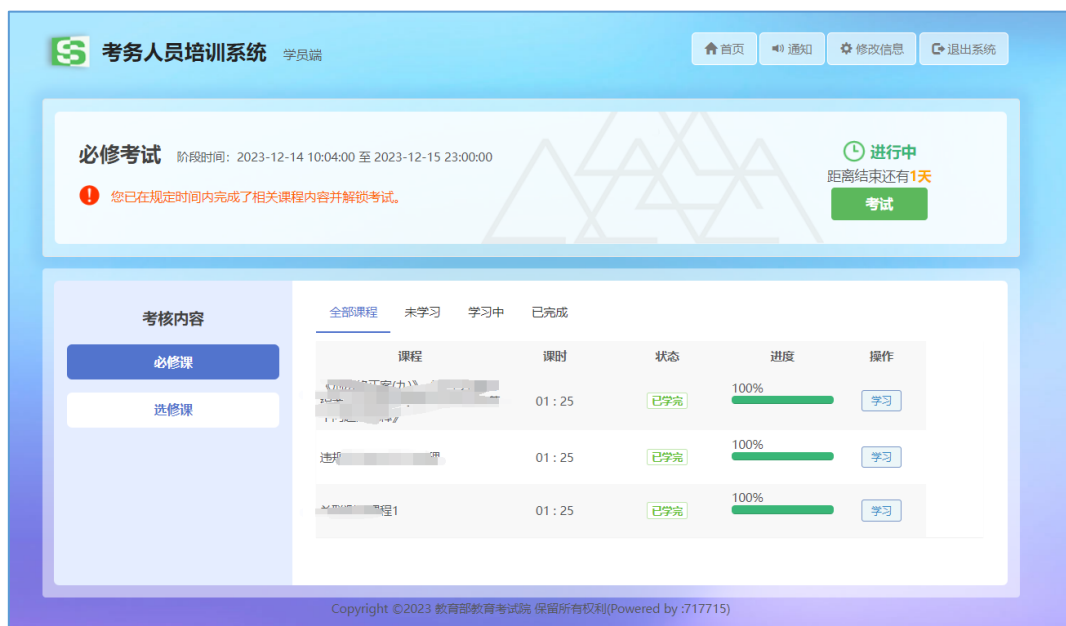 考务人员培训系统 学员端 首页 通知 修改信息 退出系统
必修考试 阶段时间：2023-12-14 10:04:00 至 2023-12-15 23:00:00
您已在规定时间内完成了相关课程内容并解锁考试。
进行中
距离结束还有1天
考试
考核内容
必修课
选修课
全部课程 未学习 学习中 已完成
课程 课时 状态 进度 操作
01 : 25 已学完 100% 学习
违规 理 01 : 25 已学完 100% 学习
程1 01 : 25 已学完 100% 学习
Copyright ©2023 教育部教育考试院 保留所有权利(Powered by :717715)